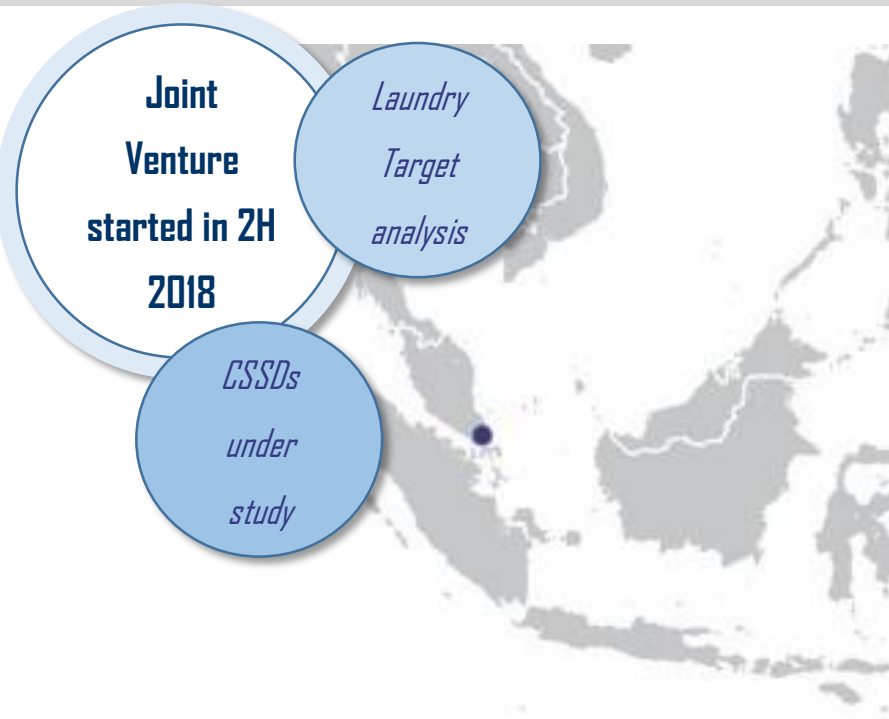 Joint
Venture
started in 2H
2018
Laundry
Target
analysis
CSSDs
under
study